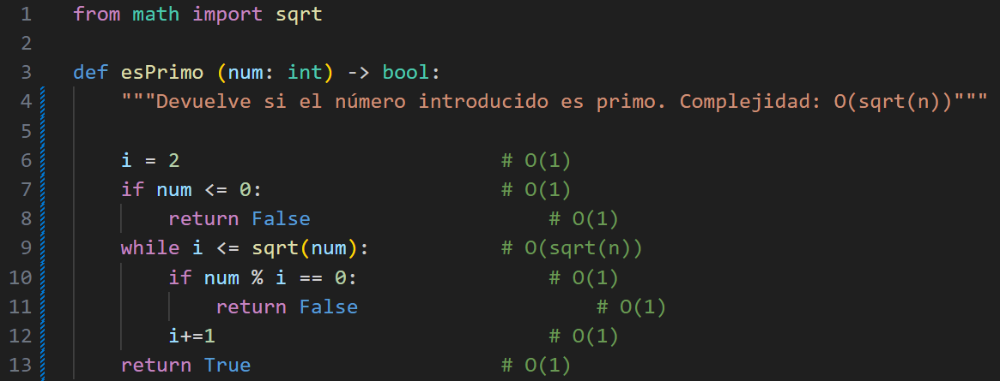 1 from math import sqrt
2
3 def esPrimo (num: int) -> bool:
4 """Devuelve si el número introducido es primo. Complejidad: O(sqrt(n))"""
5
6 i = 2 # O(1)
7 if num <= 0: # O(1)
8 return False # O(1)
9 while i <= sqrt(num): # O(sqrt(n))
10 if num % i == 0: # O(1)
11 return False # O(1)
12 i+=1 # O(1)
13 return True # O(1)